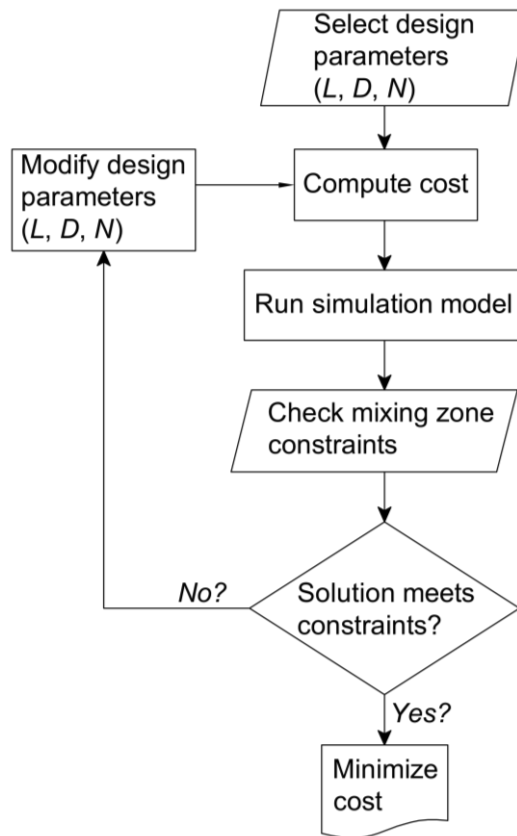 Select design
parameters
(L, D, N)
Modify design
parameters
(L, D, N)
Compute cost
Run simulation model
Check mixing zone
constraints
Solution meets
constraints?
No?
Yes?
Minimize
cost